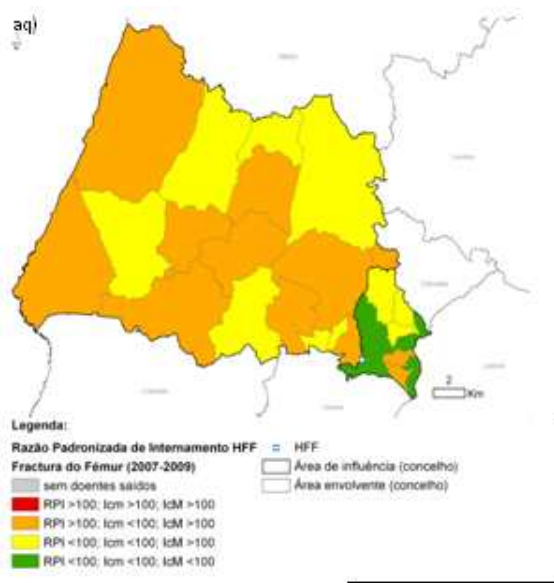 aq)
2
Km
Legenda:
Razão Padronizada de Internamento HFF
Fractura do Fémur (2007-2009)
sem doentes saídos
RPI >100; Icm >100; IcM >100
RPI >100; Icm <100; IcM >100
RPI <100; Icm <100; IcM >100
RPI <100; Icm <100; IcM <100
HFF
Área de influência (concelho)
Área envolvente (concelho)